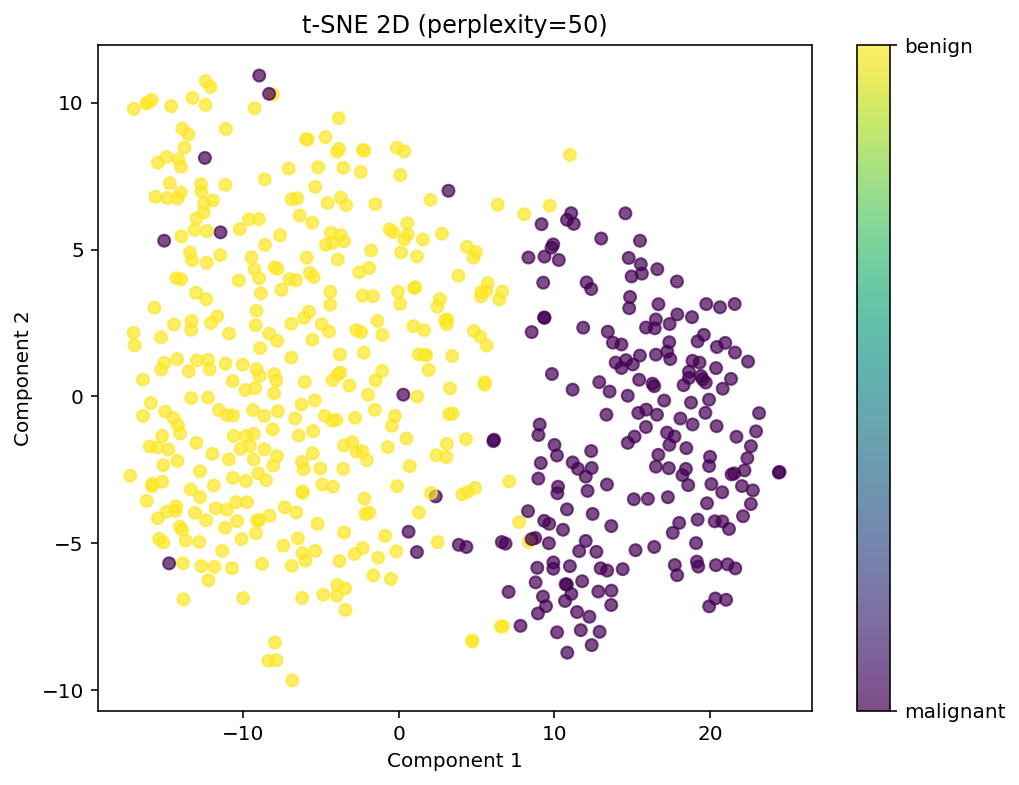 t-SNE 2D (perplexity=50)
benign
malignant
10
5
0
−5
−10
Component 2
−10
0
10
20
Component 1